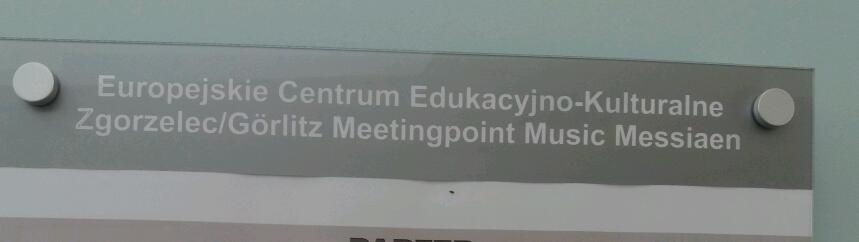 Europejskie Centrum Edukacyjno-Kulturalne
Zgorzelec/Görlitz Meetingpoint Music Messiaen